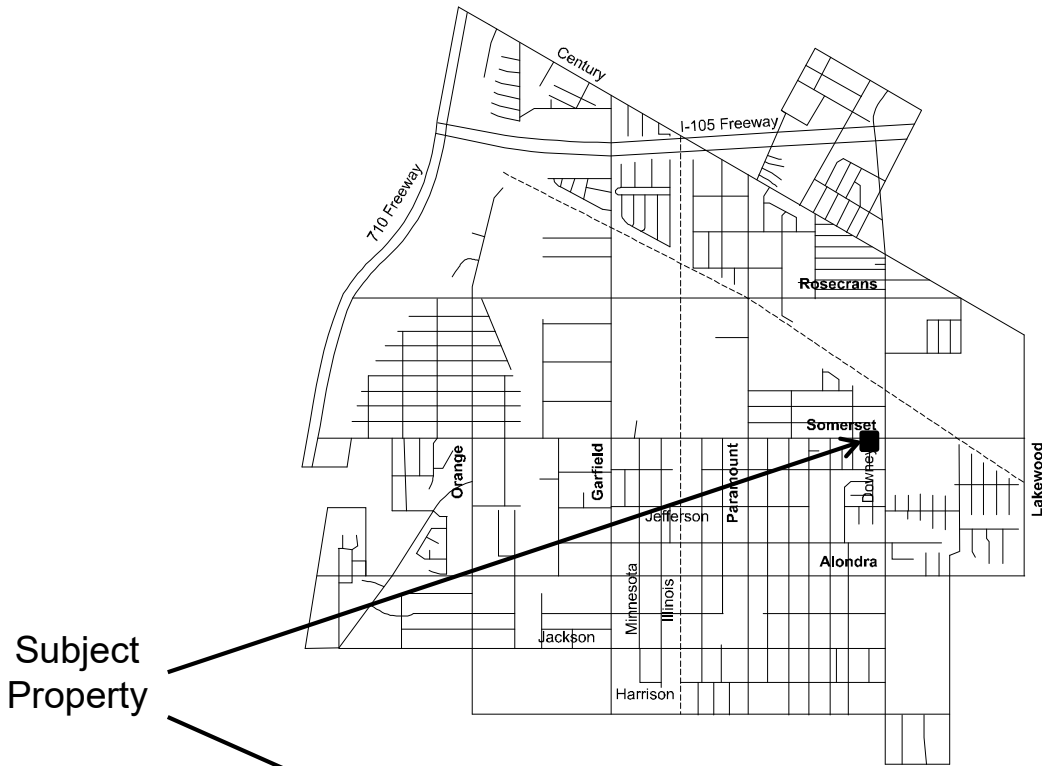 Century
I-105 Freeway
710 Freeway
Rosecrans
Somerset
Orange
Garfield
Paramount
Downey
Lakewood
Jefferson
Alondra
Minnesota
Illinois
Jackson
Harrison
Subject
Property